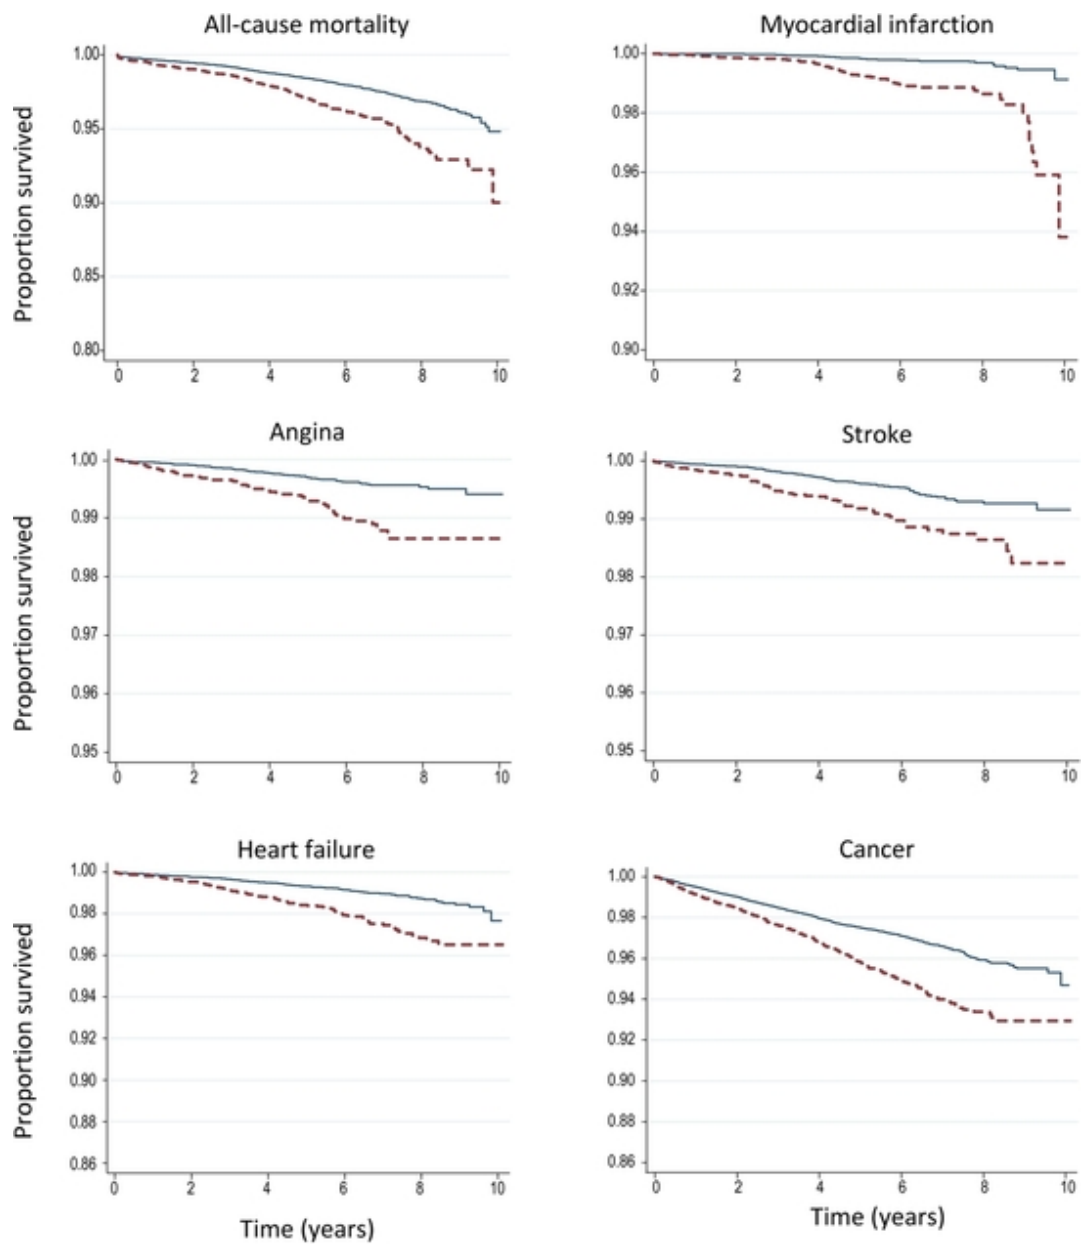 All-cause mortality
Proportion survived
1.00
0.95
0.90
0.85
0.80
0 2 4 6 8 10
Myocardial infarction
1.00
0.98
0.96
0.94
0.92
0.90
0 2 4 6 8 10
Angina
Proportion survived
1.00
0.99
0.98
0.97
0.96
0.95
0 2 4 6 8 10
Stroke
1.00
0.99
0.98
0.97
0.96
0.95
0 2 4 6 8 10
Heart failure
Proportion survived
1.00
0.98
0.96
0.94
0.92
0.90
0.88
0.86
0 2 4 6 8 10
Time (years)
Cancer
1.00
0.98
0.96
0.94
0.92
0.90
0.88
0.86
0 2 4 6 8 10
Time (years)